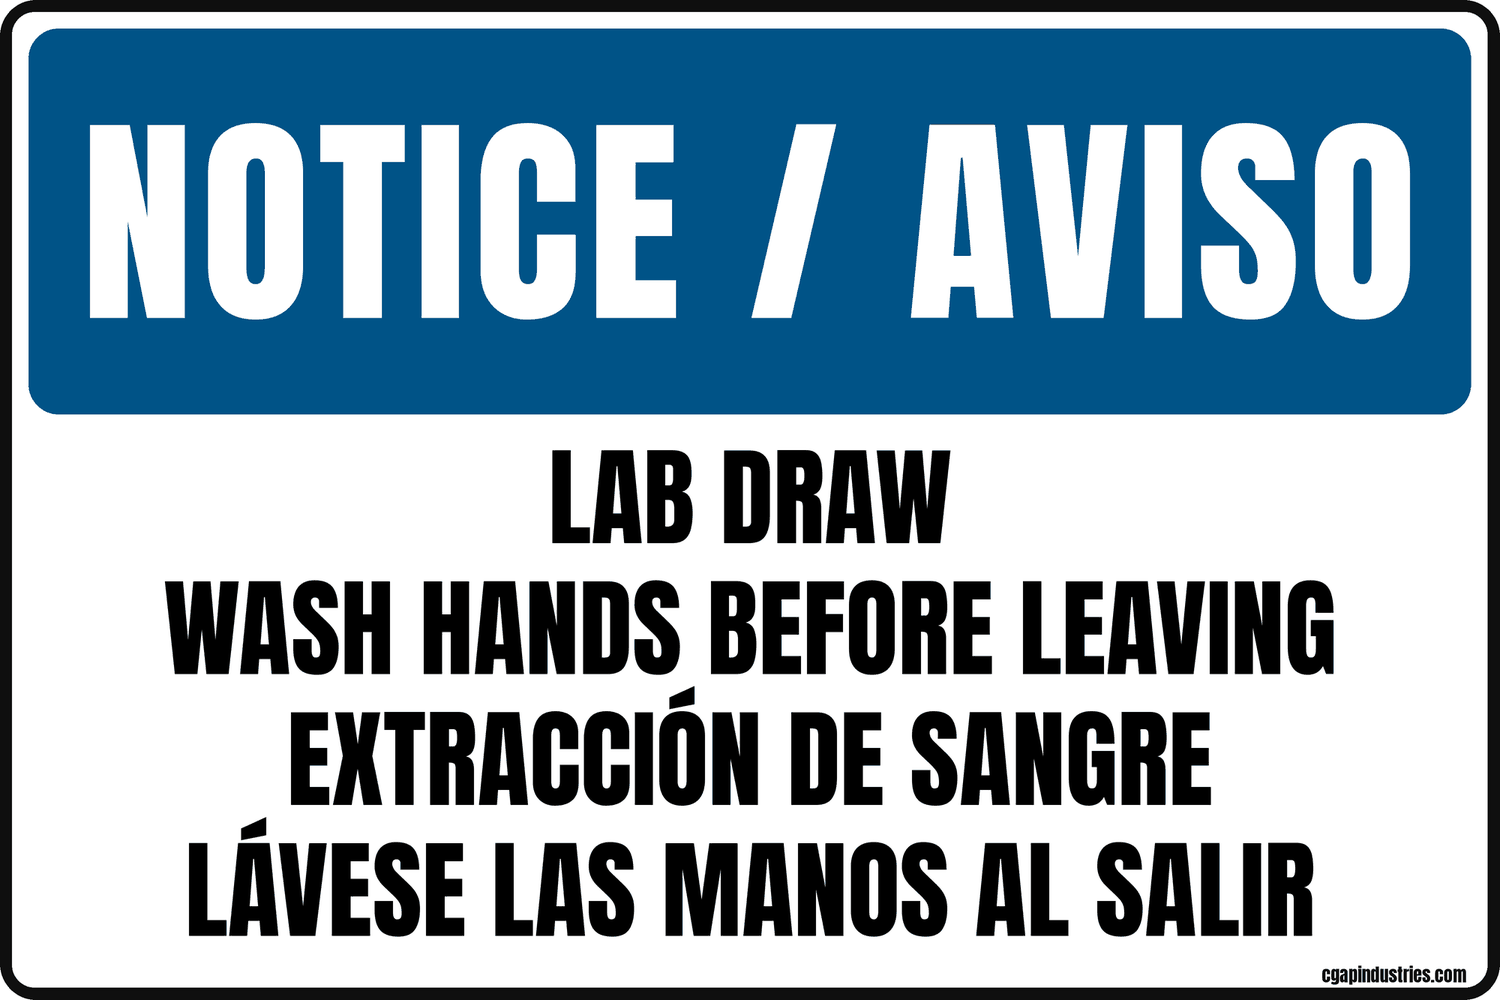 NOTICE / AVISO
LAB DRAW
WASH HANDS BEFORE LEAVING
EXTRACCIÓN DE SANGRE
LÁVESE LAS MANOS AL SALIR
cgapindustries.com